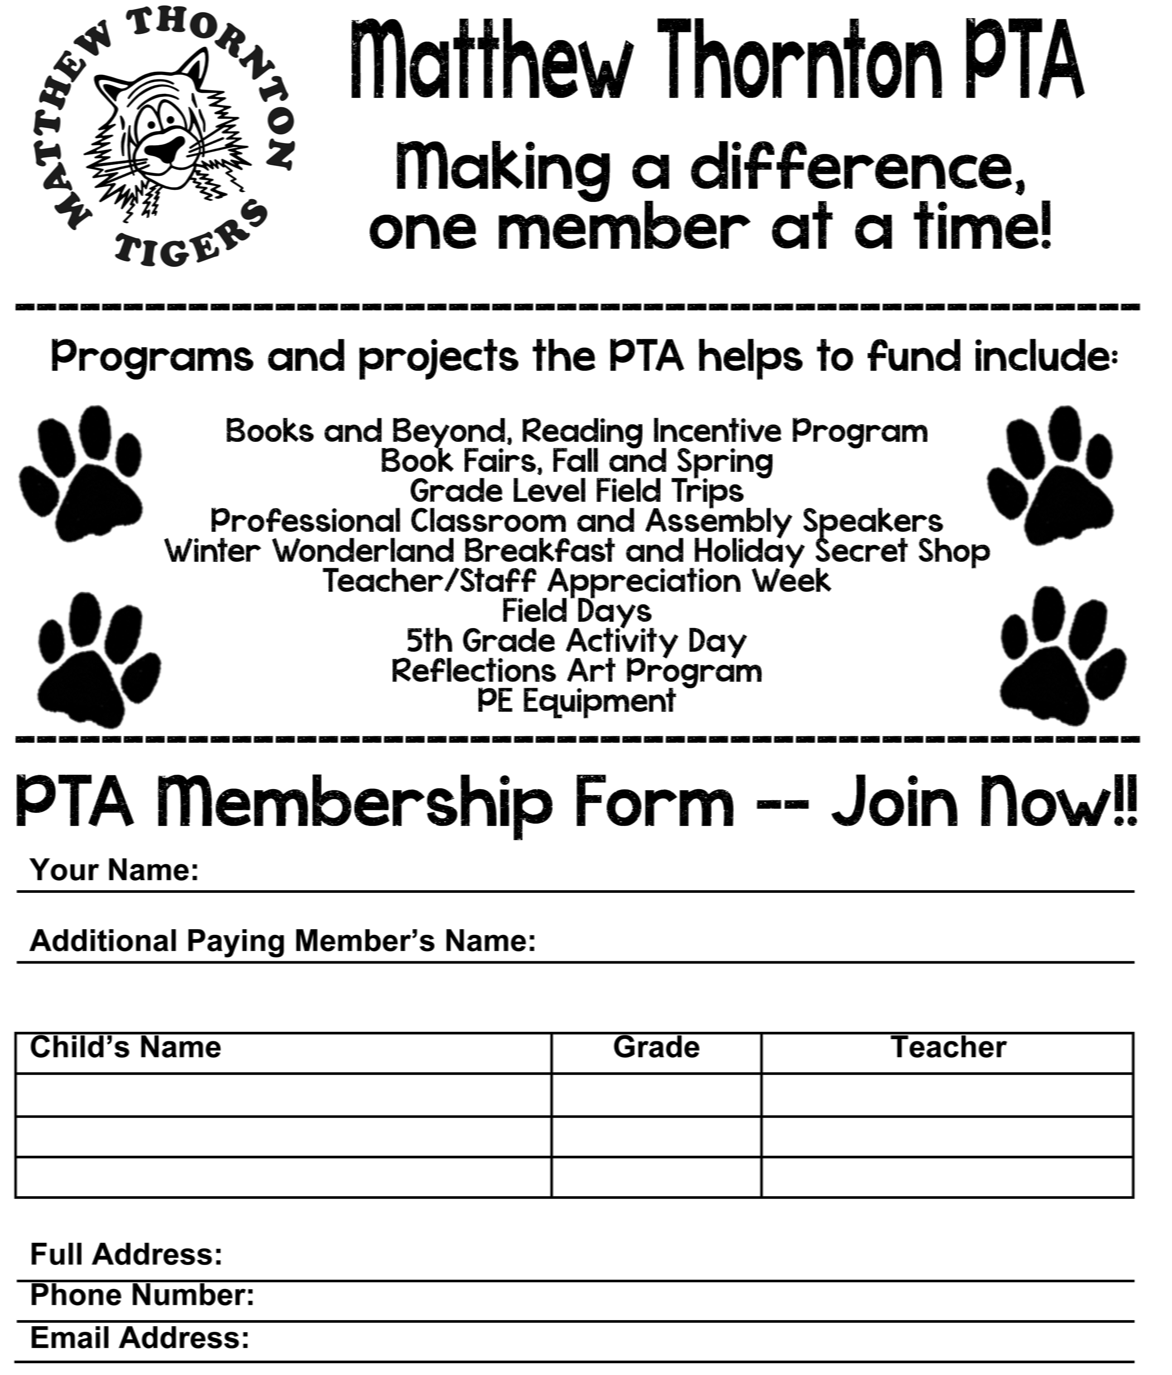 MATTHEW THORNTON
TIGERS
Matthew Thornton PTA
Making a difference,
one member at a time!
Programs and projects the PTA helps to fund include:
Books and Beyond, Reading Incentive Program
Book Fairs, Fall and Spring
Grade Level Field Trips
Professional Classroom and Assembly Speakers
Winter Wonderland Breakfast and Holiday Secret Shop
Teacher/Staff Appreciation Week
Field Days
5th Grade Activity Day
Reflections Art Program
PE Equipment
PTA Membership Form -- Join Now!!
Your Name:
Additional Paying Member’s Name:
Child’s Name Grade Teacher
Full Address:
Phone Number:
Email Address: